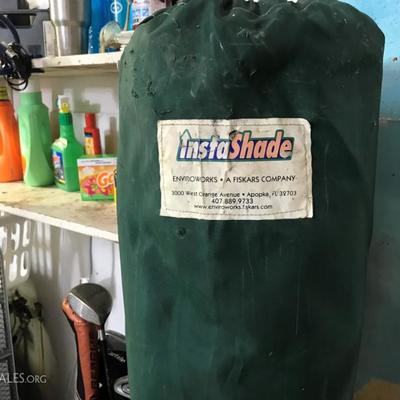 InstaShade
ENVIROWORKS • A FISKARS COMPANY
3000 West Orange Avenue • Apopka, FL 32703
407.889.9733
www.enviroworks.fiskars.com
ALES.ORG